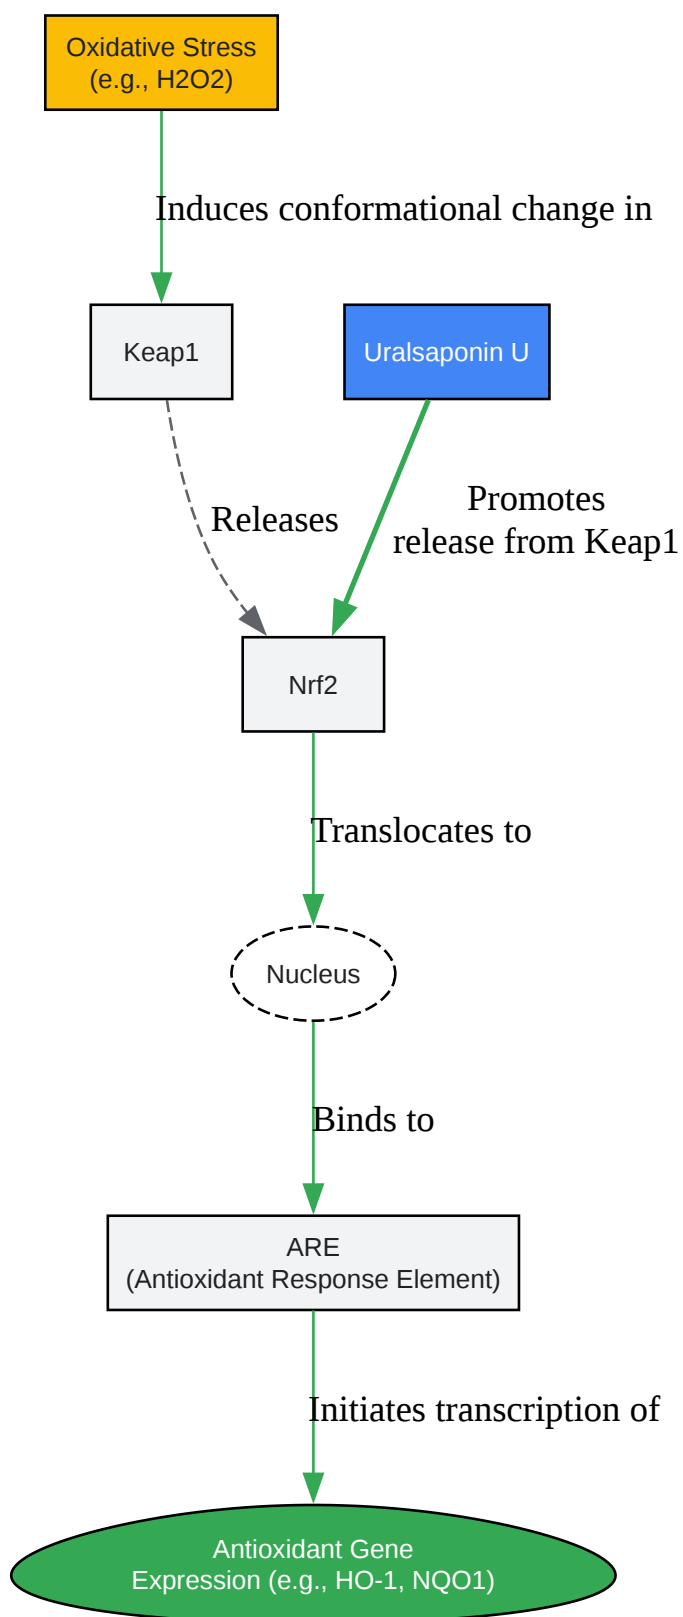 Oxidative Stress
(e.g., H2O2)
Induces conformational change in
Keap1
Uralsaponin U
Releases
Promotes
release from Keap1
Nrf2
Translocates to
Nucleus
Binds to
ARE
(Antioxidant Response Element)
Initiates transcription of
Antioxidant Gene
Expression (e.g., HO-1, NQO1)